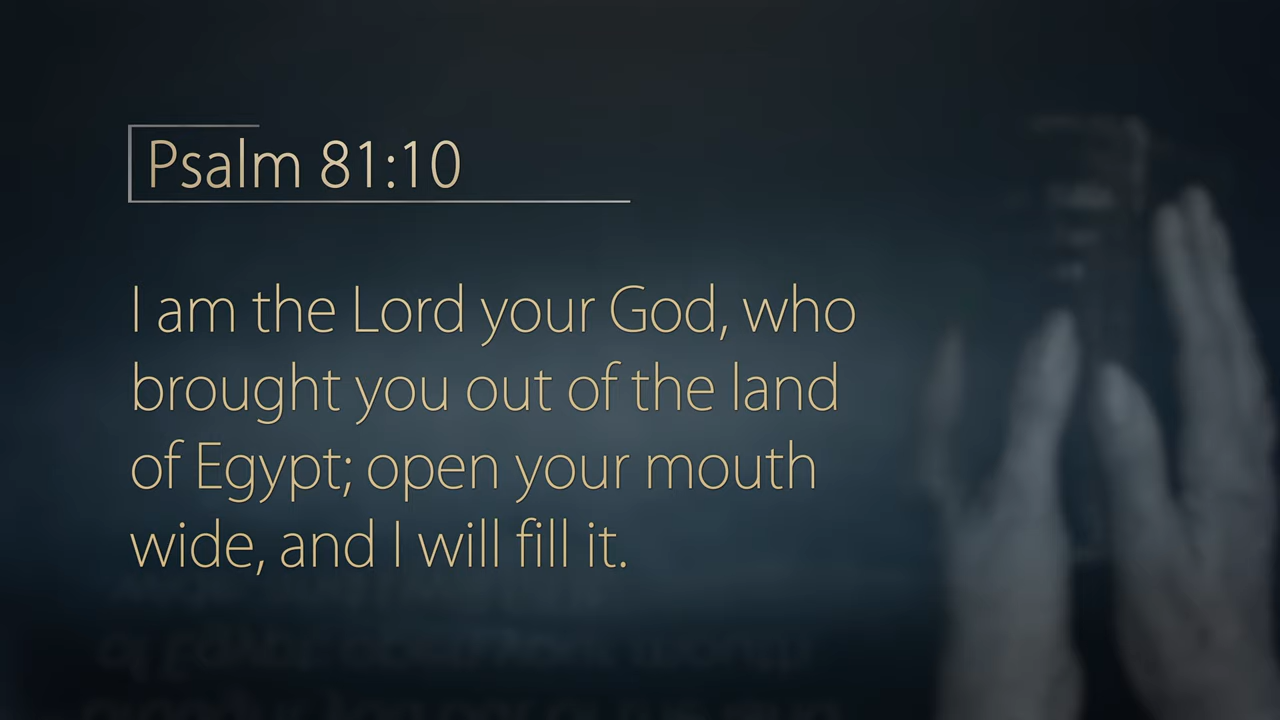 Psalm 81:10
I am the Lord your God, who
brought you out of the land
of Egypt; open your mouth
wide, and I will fill it.